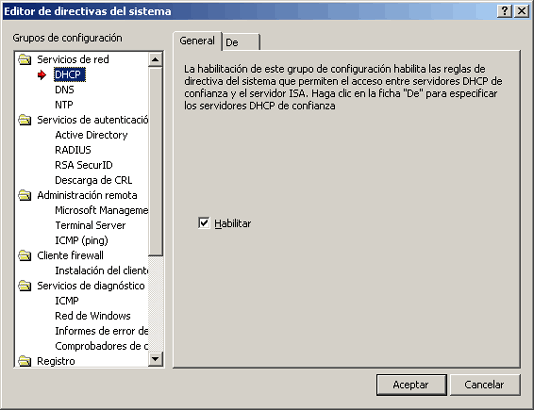 Editor de directivas del sistema
Grupos de configuración
Servicios de red
DHCP
DNS
NTP
Servicios de autenticació
Active Directory
RADIUS
RSA SecurID
Descarga de CRL
Administración remota
Microsoft Manageme
Terminal Server
ICMP (ping)
Cliente firewall
Instalación del cliente
Servicios de diagnóstico
ICMP
Red de Windows
Informes de error de
Comprobadores de c
Registro
General
De
La habilitación de este grupo de configuración habilita las reglas de
directiva del sistema que permiten el acceso entre servidores DHCP de
confianza y el servidor ISA. Haga clic en la ficha "De" para especificar
los servidores DHCP de confianza
Habilitar
Aceptar
Cancelar